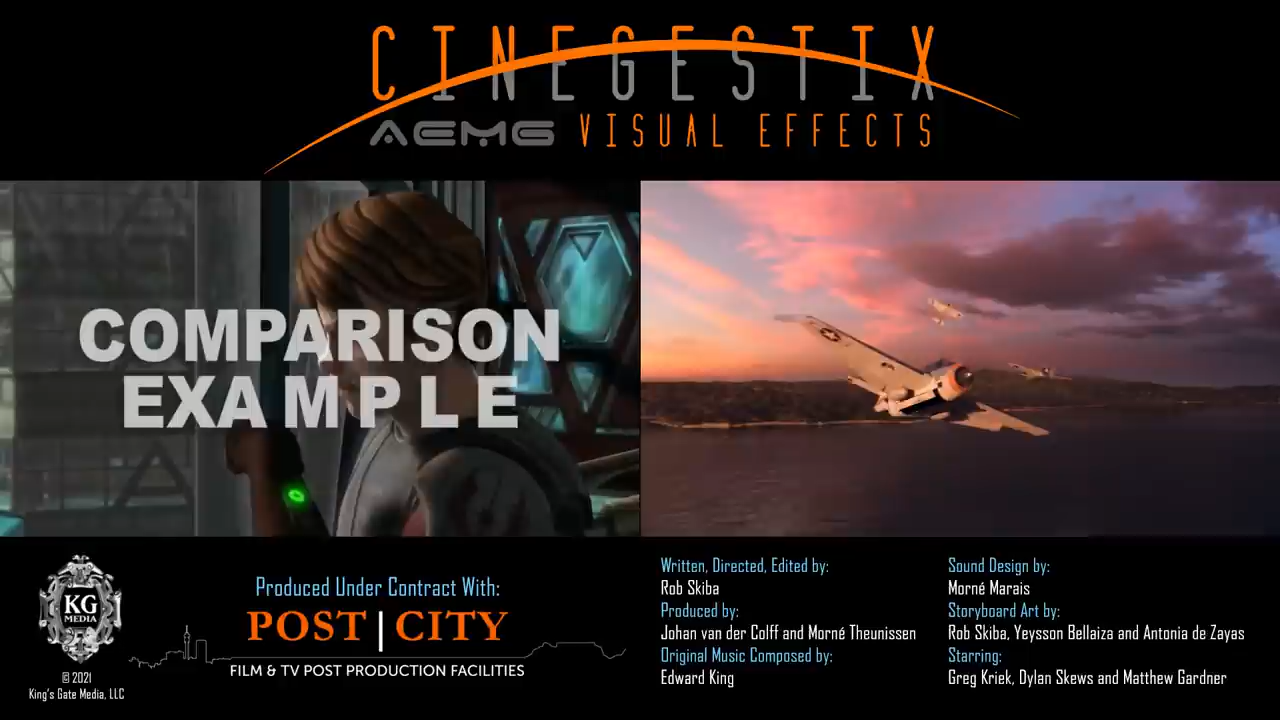 CINEGESTIX
AEMG VISUAL EFFECTS
COMPARISON
EXAMPLE
KG
MEDIA
© 2021
King's Gate Media, LLC
Produced Under Contract With:
POST | CITY
FILM & TV POST PRODUCTION FACILITIES
Written, Directed, Edited by:
Rob Skiba
Produced by:
Johan van der Colff and Morné Theunissen
Original Music Composed by:
Edward King
Sound Design by:
Morné Marais
Storyboard Art by:
Rob Skiba, Yeysson Bellaiza and Antonia de Zayas
Starring:
Greg Kriek, Dylan Skews and Matthew Gardner